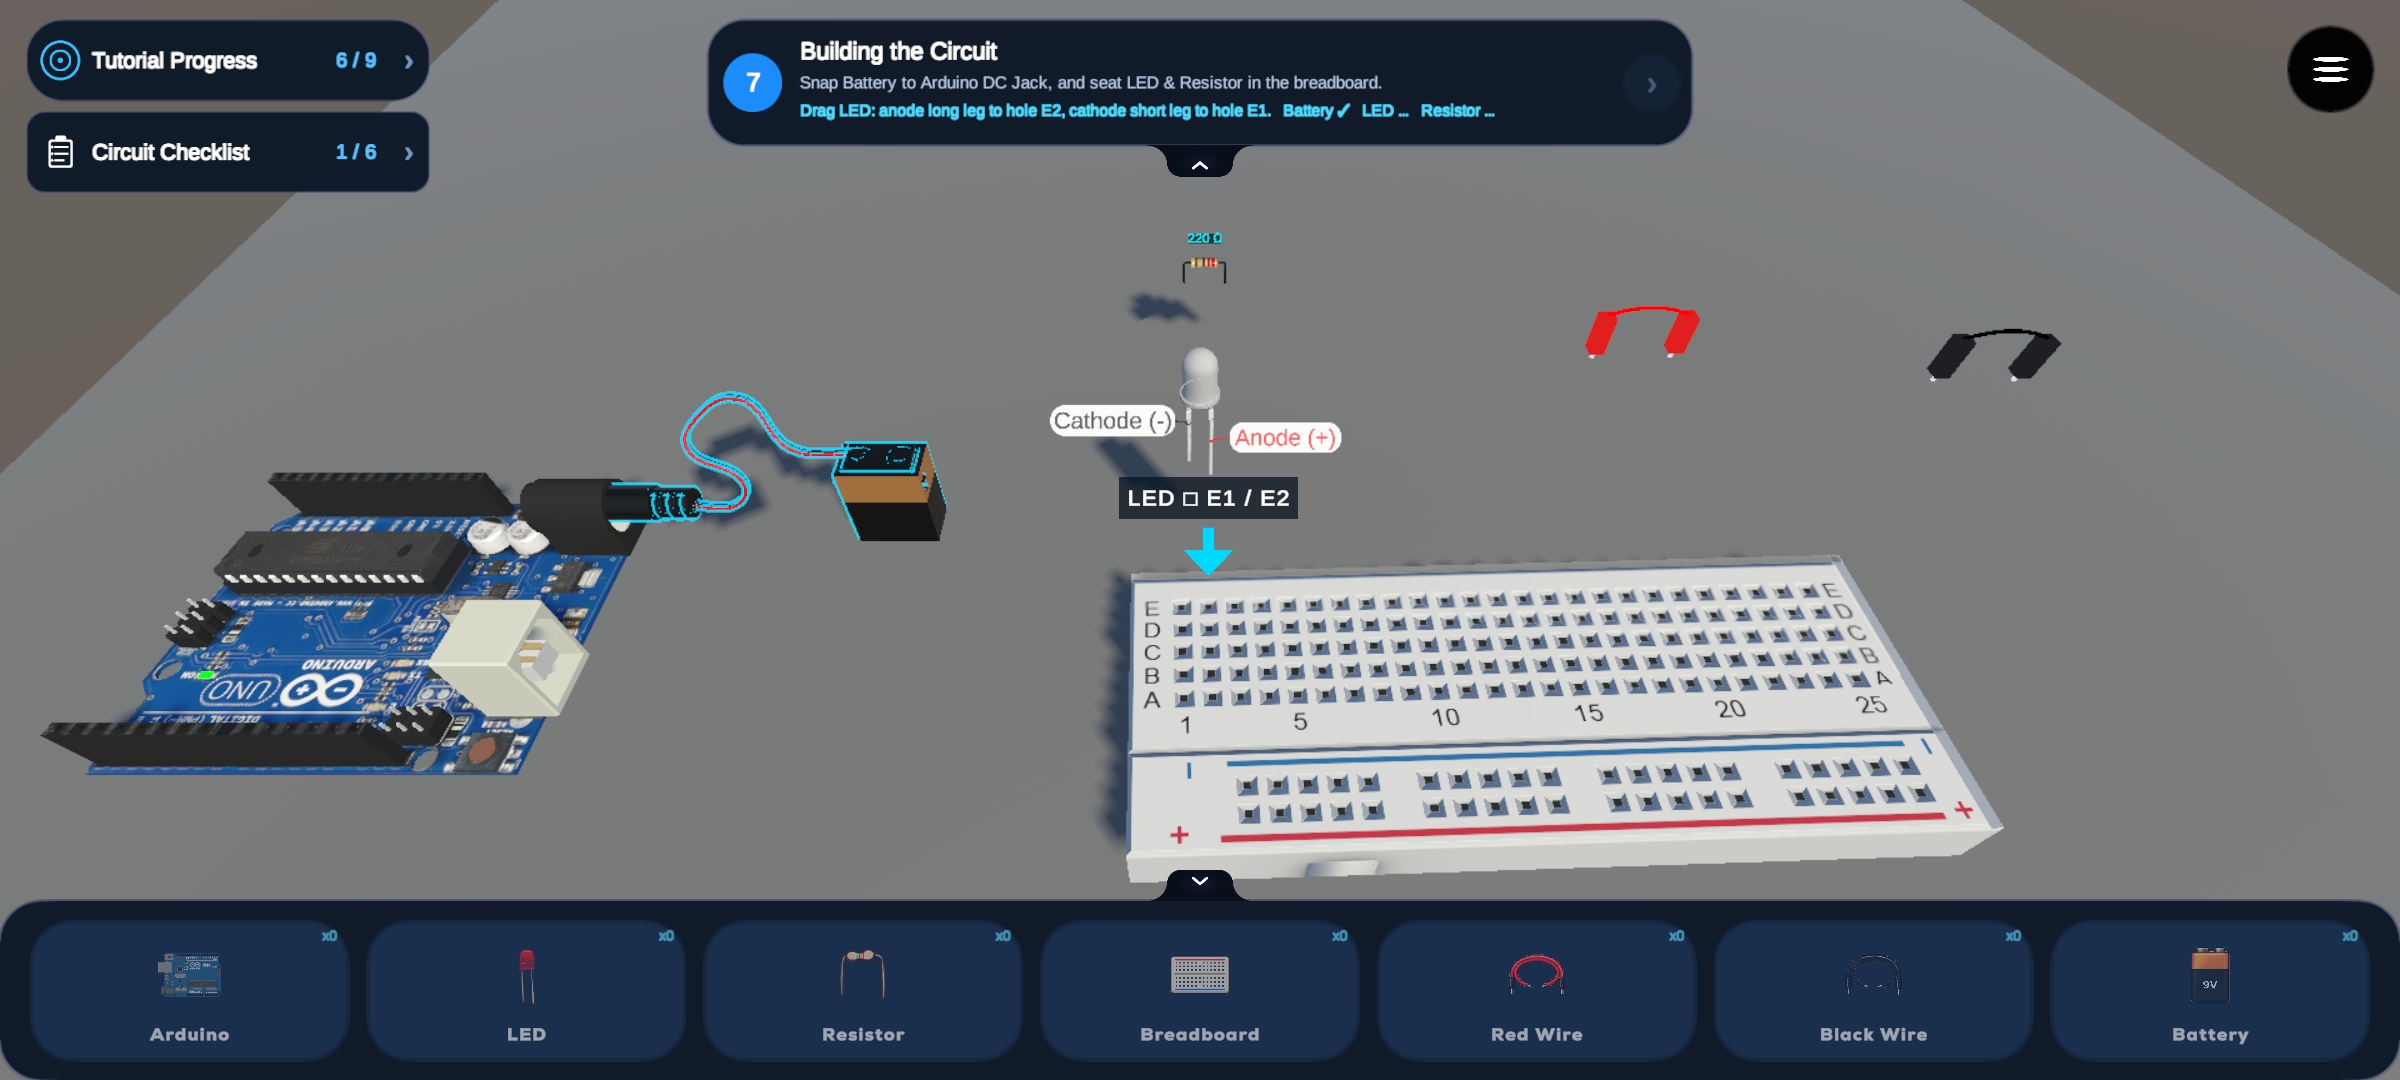 Tutorial Progress 6 / 9 ›
Circuit Checklist 1 / 6 ›
7
Building the Circuit
Snap Battery to Arduino DC Jack, and seat LED & Resistor in the breadboard.
Drag LED: anode long leg to hole E2, cathode short leg to hole E1. Battery ✓ LED ... Resistor ...
220 Ω
Cathode (-)
Anode (+)
LED □ E1 / E2
E E
D D
C C
B B
A A
1 5 10 15 20 25
+ +
ON
UNO
ARDUINO
x0 x0 x0 x0 x0 x0 x0
9V
Arduino LED Resistor Breadboard Red Wire Black Wire Battery